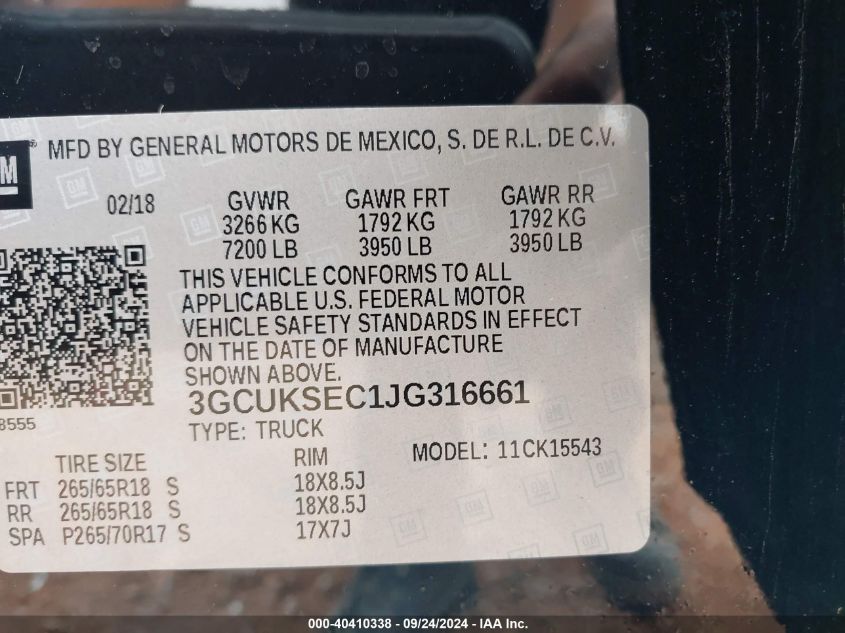 GM MFD BY GENERAL MOTORS DE MEXICO, S. DE R.L. DE C.V.
02/18 GVWR GAWR FRT GAWR RR
3266 KG 1792 KG 1792 KG
7200 LB 3950 LB 3950 LB
THIS VEHICLE CONFORMS TO ALL
APPLICABLE U.S. FEDERAL MOTOR
VEHICLE SAFETY STANDARDS IN EFFECT
ON THE DATE OF MANUFACTURE
SHOWN ABOVE.
3GCUKSEC1JG316661
8555
TYPE: TRUCK
MODEL: 11CK15543
TIRE SIZE RIM
FRT 265/65R18 S 18X8.5J
RR 265/65R18 S 18X8.5J
SPA P265/70R17 S 17X7J
000-40410338 - 09/24/2024 - IAA Inc.